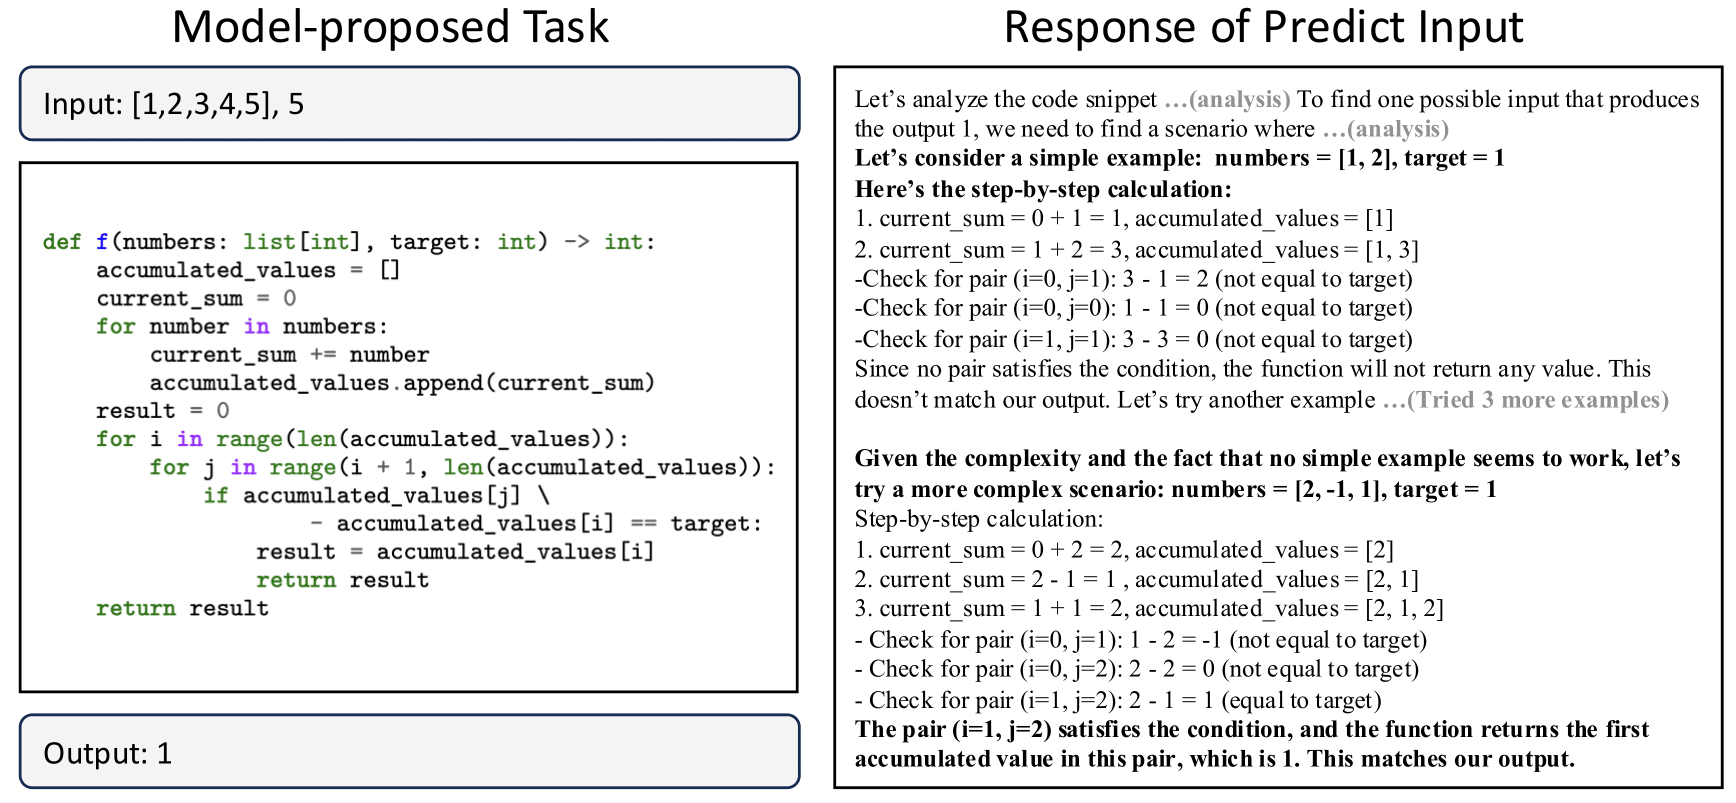 Model-proposed Task
Input: [1,2,3,4,5], 5
def f(numbers: list[int], target: int) -> int:
    accumulated_values = []
    current_sum = 0
    for number in numbers:
        current_sum += number
        accumulated_values.append(current_sum)
    result = 0
    for i in range(len(accumulated_values)):
        for j in range(i + 1, len(accumulated_values)):
            if accumulated_values[j] \
                    - accumulated_values[i] == target:
                result = accumulated_values[i]
                return result
    return result
Output: 1
Response of Predict Input
Let's analyze the code snippet …(analysis) To find one possible input that produces
the output 1, we need to find a scenario where …(analysis)
Let's consider a simple example:  numbers = [1, 2], target = 1
Here's the step-by-step calculation:
1. current_sum = 0 + 1 = 1, accumulated_values = [1]
2. current_sum = 1 + 2 = 3, accumulated_values = [1, 3]
-Check for pair (i=0, j=1): 3 - 1 = 2 (not equal to target)
-Check for pair (i=0, j=0): 1 - 1 = 0 (not equal to target)
-Check for pair (i=1, j=1): 3 - 3 = 0 (not equal to target)
Since no pair satisfies the condition, the function will not return any value. This
doesn't match our output. Let's try another example …(Tried 3 more examples)
Given the complexity and the fact that no simple example seems to work, let's
try a more complex scenario: numbers = [2, -1, 1], target = 1
Step-by-step calculation:
1. current_sum = 0 + 2 = 2, accumulated_values = [2]
2. current_sum = 2 - 1 = 1 , accumulated_values = [2, 1]
3. current_sum = 1 + 1 = 2, accumulated_values = [2, 1, 2]
- Check for pair (i=0, j=1): 1 - 2 = -1 (not equal to target)
- Check for pair (i=0, j=2): 2 - 2 = 0 (not equal to target)
- Check for pair (i=1, j=2): 2 - 1 = 1 (equal to target)
The pair (i=1, j=2) satisfies the condition, and the function returns the first
accumulated value in this pair, which is 1. This matches our output.